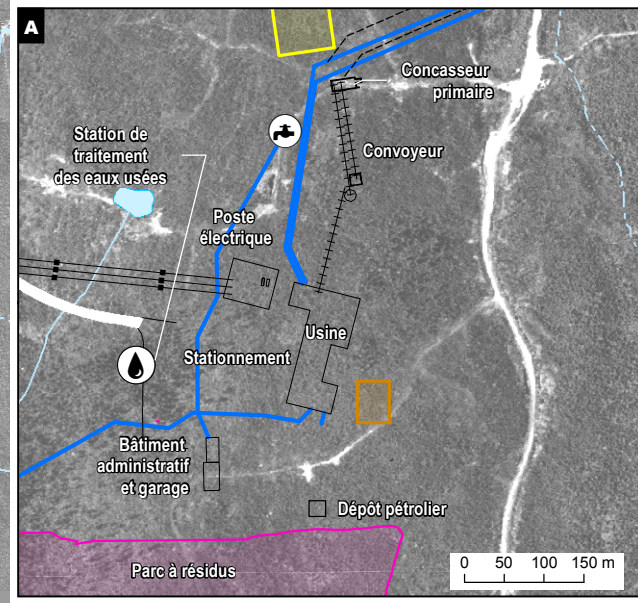 A
Concasseur
primaire
Station de
traitement
des eaux usées
Convoyeur
Poste
électrique
Usine
Stationnement
Bâtiment
administratif
et garage
Dépôt pétrolier
Parc à résidus
0 50 100 150 m